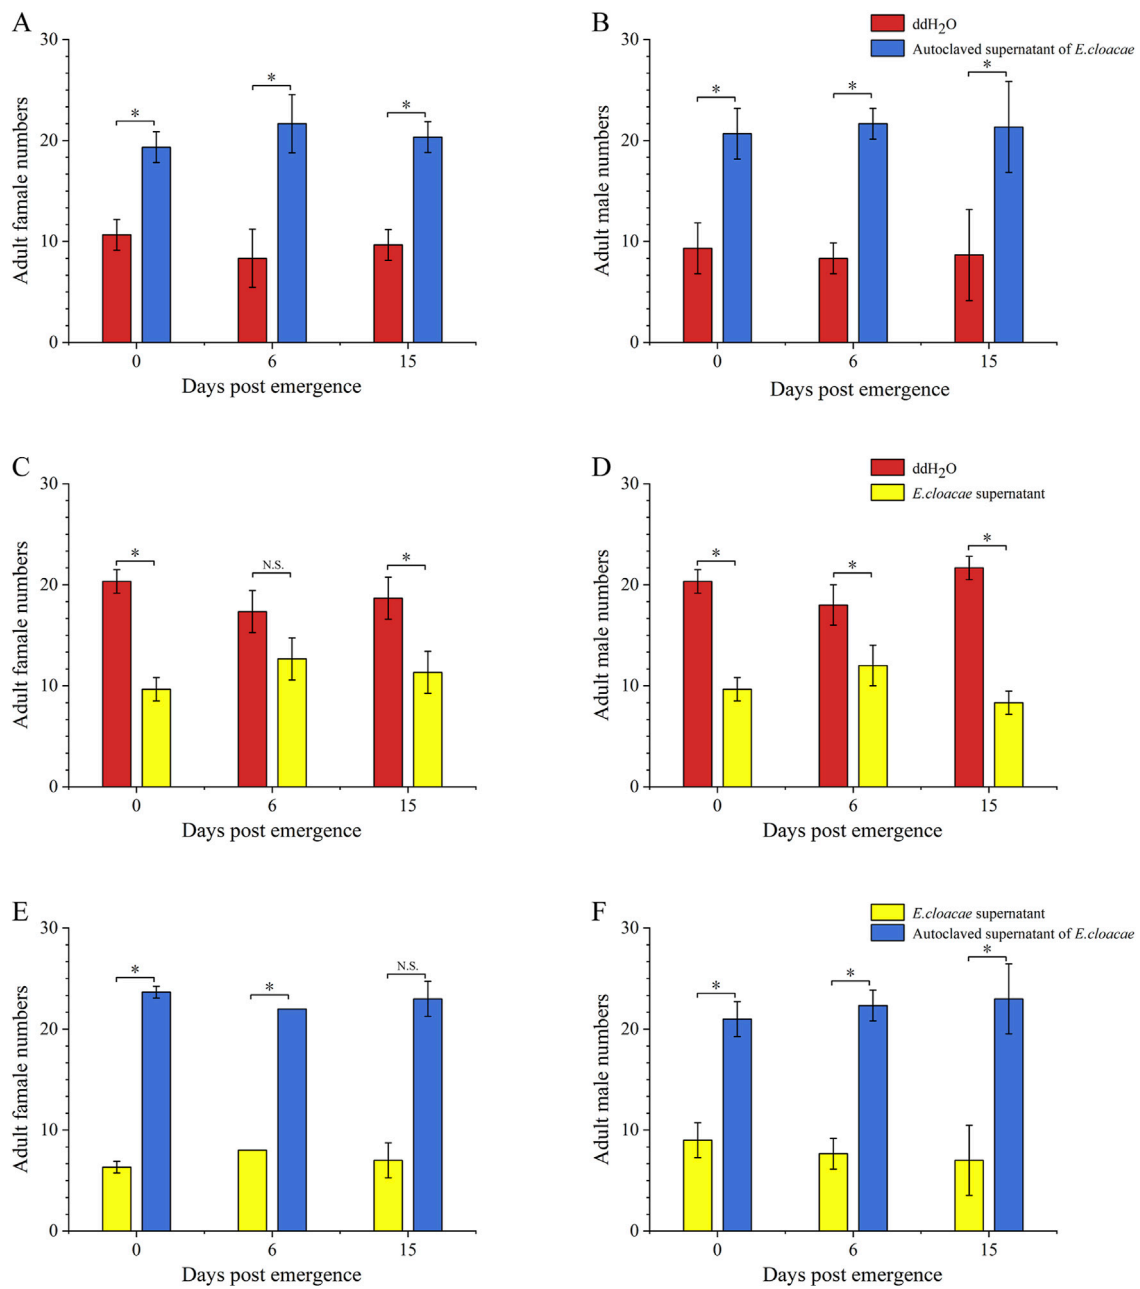 A
Adult famale numbers
30
20
10
0
*
*
*
0
6
15
Days post emergence
B
ddH2O
Autoclaved supernatant of E.cloacae
Adult male numbers
30
20
10
0
*
*
*
0
6
15
Days post emergence
C
Adult famale numbers
30
20
10
0
*
N.S.
*
0
6
15
Days post emergence
D
ddH2O
E.cloacae supernatant
Adult male numbers
30
20
10
0
*
*
*
0
6
15
Days post emergence
E
Adult famale numbers
30
20
10
0
*
*
N.S.
0
6
15
Days post emergence
F
E.cloacae supernatant
Autoclaved supernatant of E.cloacae
Adult male numbers
30
20
10
0
*
*
*
0
6
15
Days post emergence